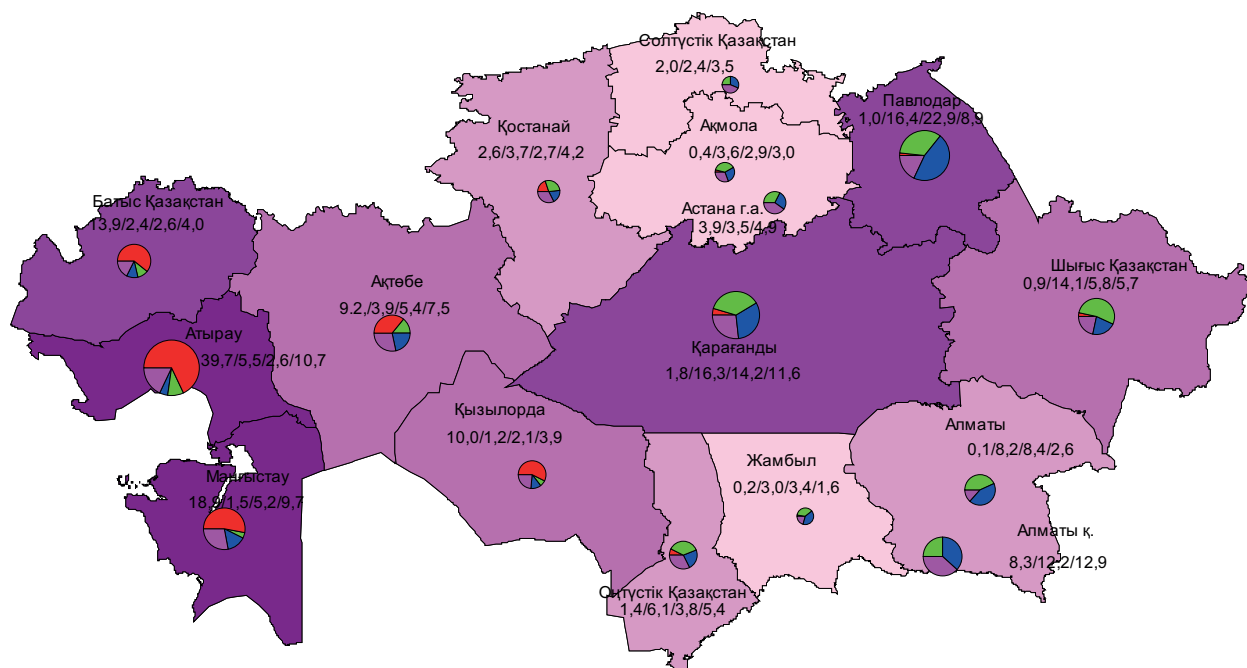 Солтүстік Қазақстан
2,0/2,4/3,5
Павлодар
1,0/16,4/22,9/8,9
Қостанай
2,6/3,7/2,7/4,2
Ақмола
0,4/3,6/2,9/3,0
Астана г.а.
3,9/3,5/4,9
Батыс Қазақстан
13,9/2,4/2,6/4,0
Ақтөбе
9.2,/3,9/5,4/7,5
Шығыс Қазақстан
0,9/14,1/5,8/5,7
Атырау
39,7/5,5/2,6/10,7
Қарағанды
1,8/16,3/14,2/11,6
Қызылорда
10,0/1,2/2,1/3,9
Алматы
0,1/8,2/8,4/2,6
Жамбыл
0,2/3,0/3,4/1,6
Маңғыстау
18,9/1,5/5,2/9,7
Алматы қ.
8,3/12,2/12,9
Оңтүстік Қазақстан
1,4/6,1/3,8/5,4